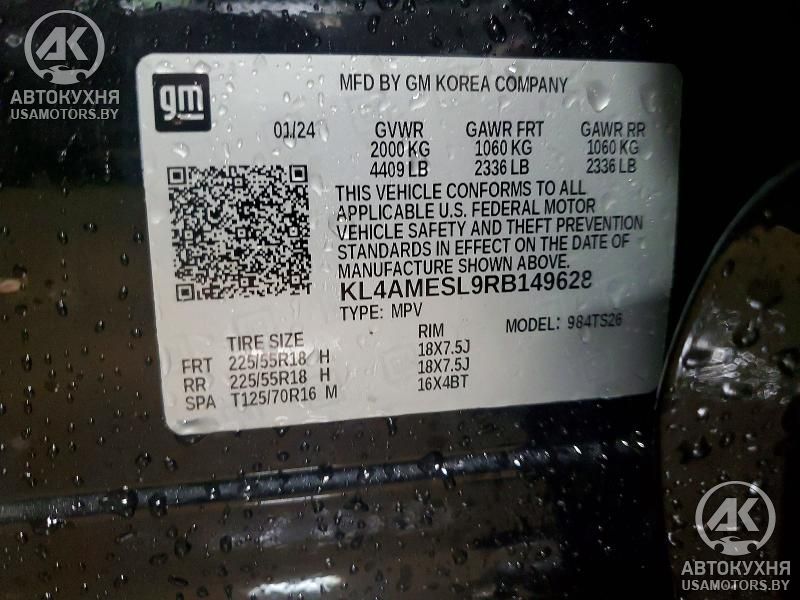 AK
АВТОКУХНЯ
USAMOTORS.BY
gm
MFD BY GM KOREA COMPANY
01/24
GVWR GAWR FRT GAWR RR
2000 KG 1060 KG 1060 KG
4409 LB 2336 LB 2336 LB
THIS VEHICLE CONFORMS TO ALL
APPLICABLE U.S. FEDERAL MOTOR
VEHICLE SAFETY AND THEFT PREVENTION
STANDARDS IN EFFECT ON THE DATE OF
MANUFACTURE SHOWN ABOVE.
KL4AMESL9RB149628
TYPE: MPV MODEL: 984TS26
TIRE SIZE RIM
FRT 225/55R18 H 18X7.5J
RR 225/55R18 H 18X7.5J
SPA T125/70R16 M 16X4BT
AK
АВТОКУХНЯ
USAMOTORS.BY